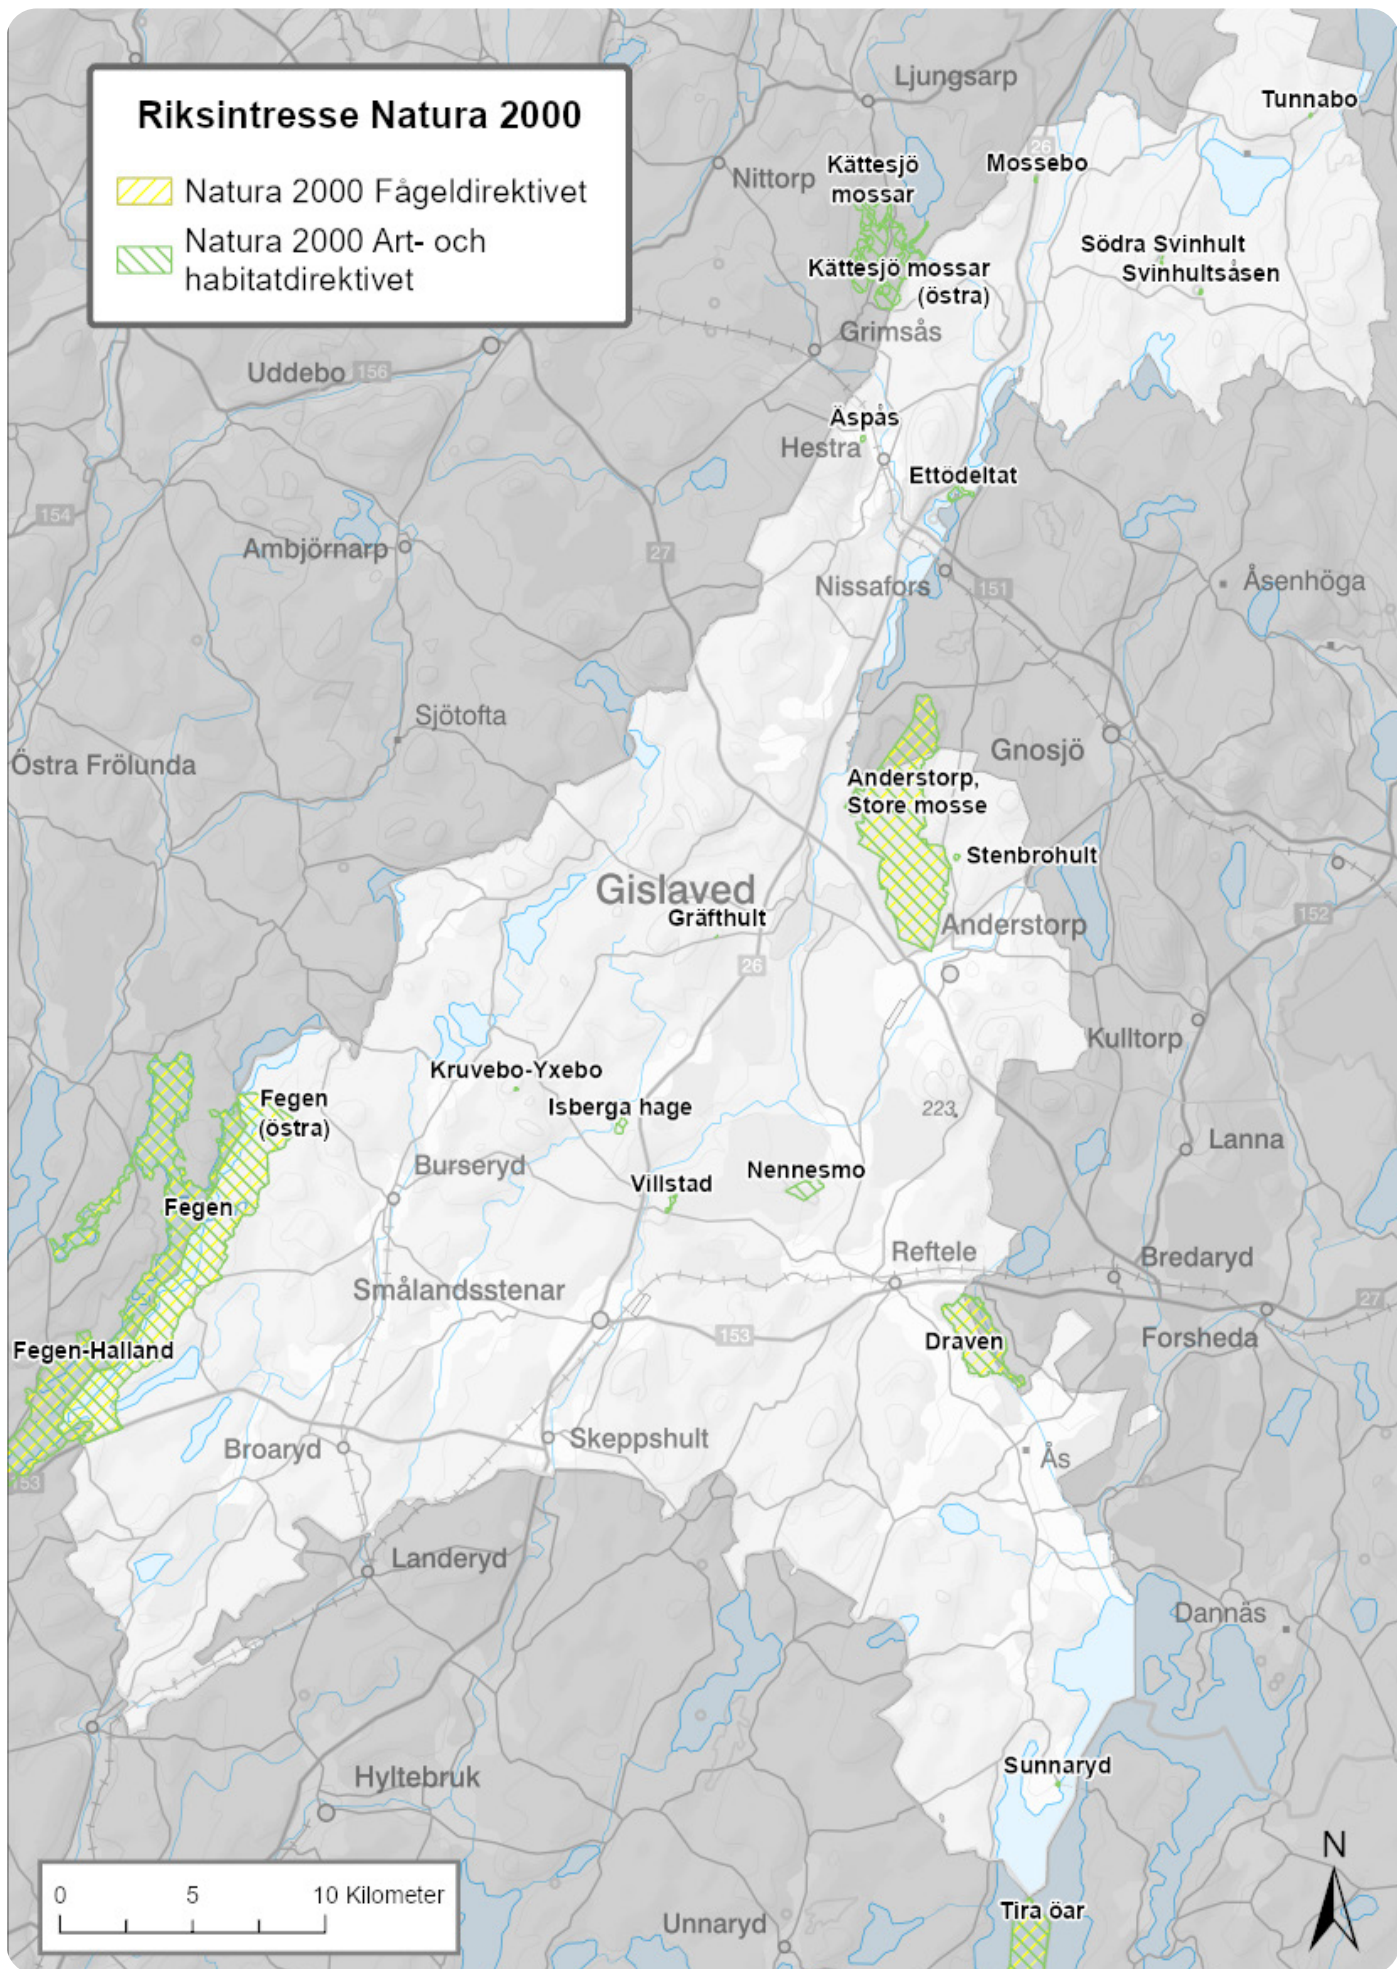 Riksintresse Natura 2000
Natura 2000 Fågeldirektivet
Natura 2000 Art- och
habitatdirektivet
Ljungsarp
Tunnabo
26
Mossebo
Kättesjö
mossar
Nittorp
Södra Svinhult
Svinhultsåsen
Kättesjö mossar
(östra)
Grimsås
Uddebo
156
Äspås
Hestra
Ettödeltat
154
Ambjörnarp
27
Nissafors
151
Åsenhöga
Sjötofta
Östra Frölunda
Gnosjö
Anderstorp,
Store mosse
Stenbrohult
Gislaved
Gräfthult
Anderstorp
152
26
Kulltorp
Kruvebo-Yxebo
Fegen
(östra)
Isberga hage
223
Lanna
Burseryd
Villstad
Nennesmo
Fegen
Reftele
Bredaryd
Smålandsstenar
27
153
Draven
Forsheda
Fegen-Halland
Broaryd
Skeppshult
Ås
153
Landeryd
Dannäs
Sunnaryd
Hyltebruk
N
0 5 10 Kilometer
Tira öar
Unnaryd